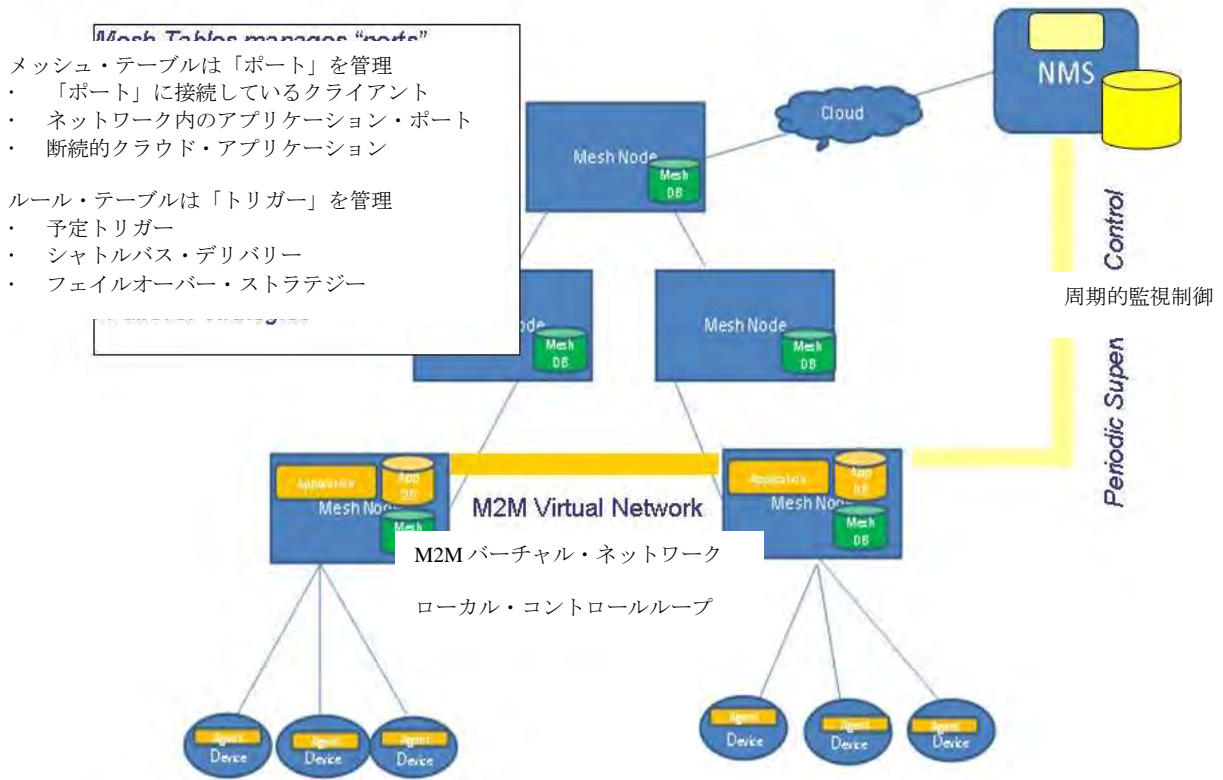 Mesh Tables manages "ports"
メッシュ・テーブルは「ポート」を管理
・ 「ポート」に接続しているクライアント
・ ネットワーク内のアプリケーション・ポート
・ 断続的クラウド・アプリケーション
ルール・テーブルは「トリガー」を管理
・ 予定トリガー
・ シャトルバス・デリバリー
・ フェイルオーバー・ストラテジー
NMS
Cloud
Mesh Node
Mesh
DB
Mesh
DB
Mesh Node
Mesh
DB
Control
周期的監視制御
Periodic
Application
App
DB
Mesh Node
Mesh
M2M Virtual Network
Application
App
DB
Mesh Node
Mesh
DB
M2M バーチャル・ネットワーク
ローカル・コントロールループ
Agent
Device
Agent
Device
Agent
Device
Agent
Device
Agent
Device
Agent
Device